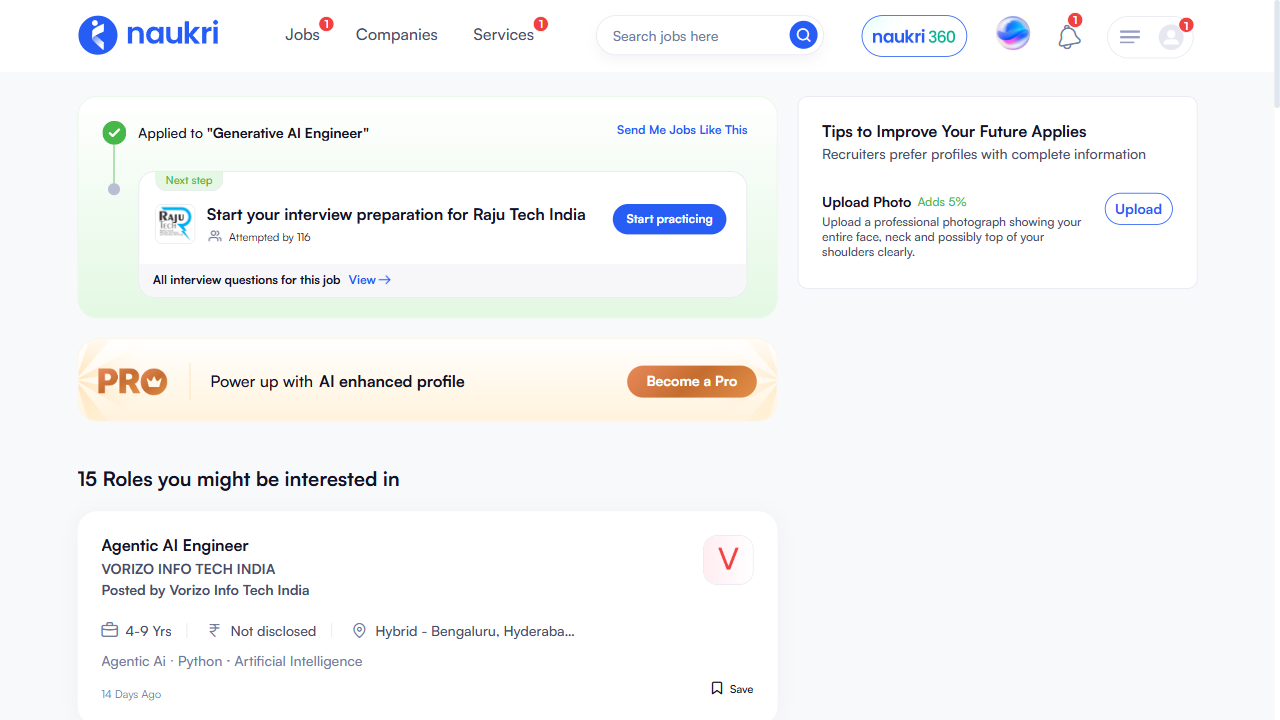 naukri
Jobs 1
Companies
Services 1
Search jobs here
naukri 360
1
1
Applied to "Generative AI Engineer"
Send Me Jobs Like This
Next step
RAJU
TECH
Start your interview preparation for Raju Tech India
Attempted by 116
Start practicing
All interview questions for this job View
Tips to Improve Your Future Applies
Recruiters prefer profiles with complete information
Upload Photo Adds 5%
Upload a professional photograph showing your
entire face, neck and possibly top of your
shoulders clearly.
Upload
PRO
Power up with AI enhanced profile
Become a Pro
15 Roles you might be interested in
Agentic AI Engineer
VORIZO INFO TECH INDIA
Posted by Vorizo Info Tech India
V
4-9 Yrs
₹ Not disclosed
Hybrid - Bengaluru, Hyderaba...
Agentic Ai · Python · Artificial Intelligence
14 Days Ago
Save